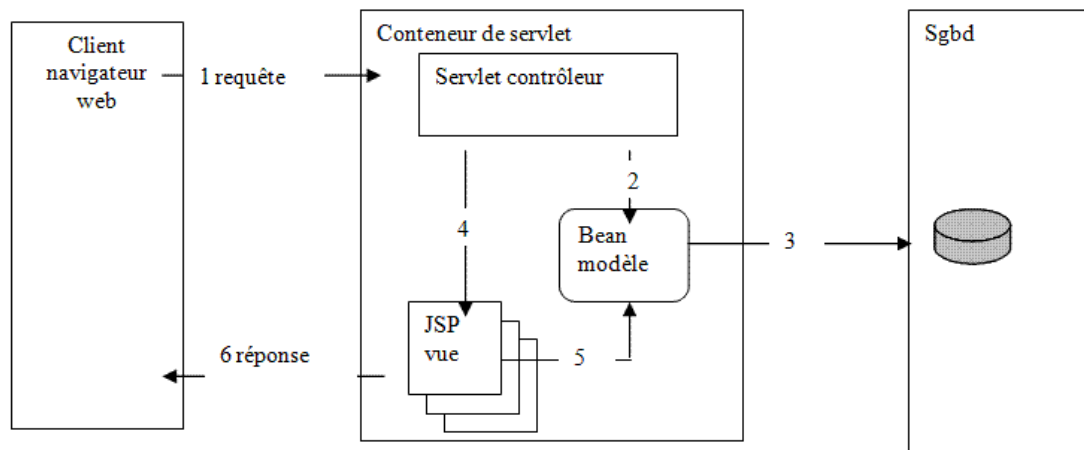 Client
navigateur
web
1 requête
Conteneur de servlet
Servlet contrôleur
Sgbd
2
4
Bean
modèle
3
JSP
vue
5
6 réponse